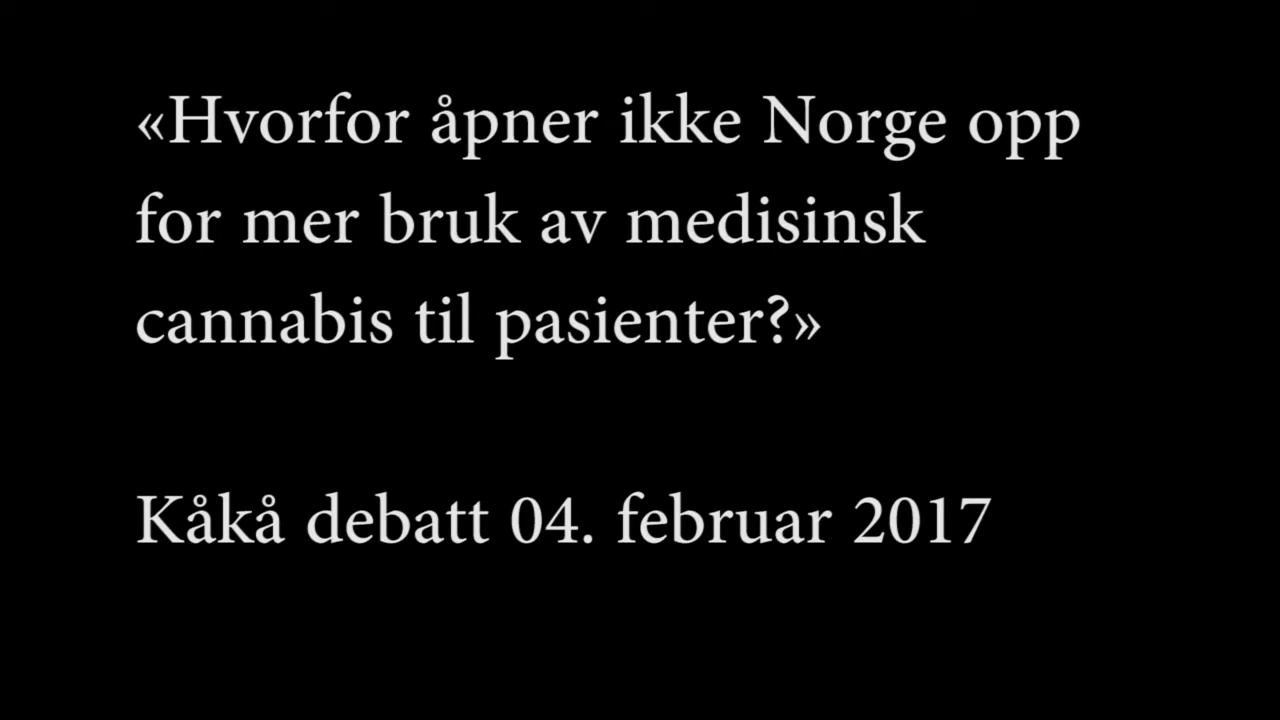 «Hvorfor åpner ikke Norge opp
for mer bruk av medisinsk
cannabis til pasienter?»
Kåkå debatt 04. februar 2017